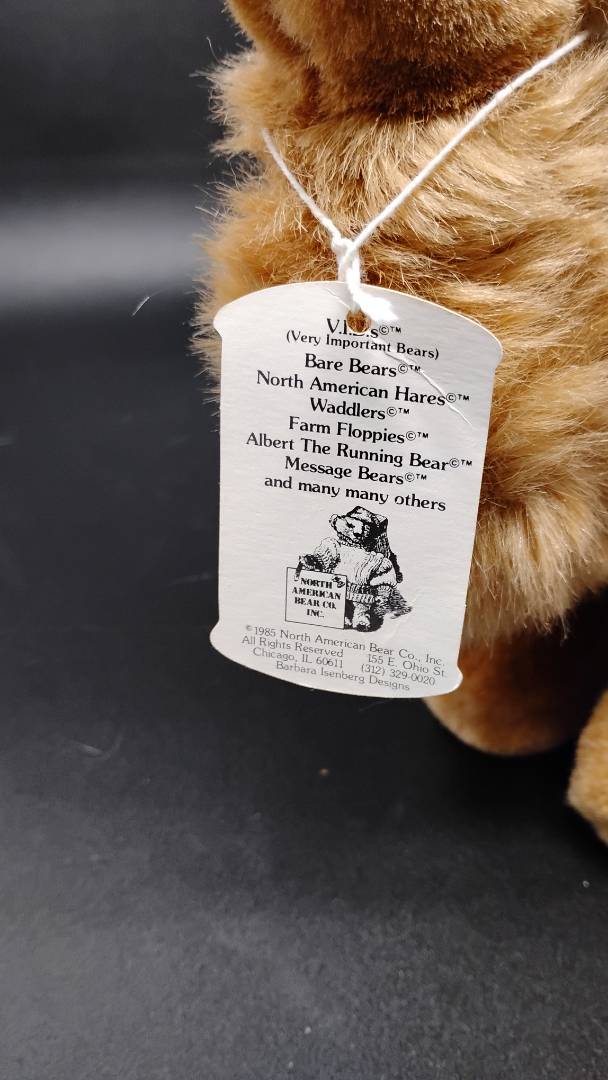 V.I.B.s©™
(Very Important Bears)
Bare Bears©™
North American Hares©™
Waddlers©™
Farm Floppies©™
Albert The Running Bear©™
Message Bears©™
and many many others
NORTH
AMERICAN
BEAR CO.
INC.
©1985 North American Bear Co., Inc.
All Rights Reserved 155 E. Ohio St.
Chicago, IL 60611 (312) 329-0020
Barbara Isenberg Designs